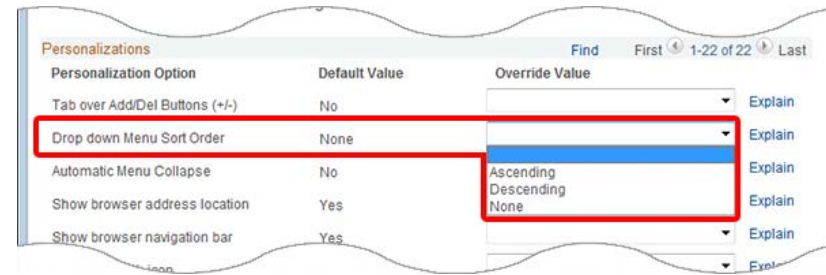 Personalizations Find First 1-22 of 22 Last
Personalization Option Default Value Override Value
Tab over Add/Del Buttons (+/-) No Explain
Drop down Menu Sort Order None Explain
Automatic Menu Collapse No Explain
Ascending
Descending
Show browser address location Yes Explain
None
Show browser navigation bar Yes Explain
icon Explain